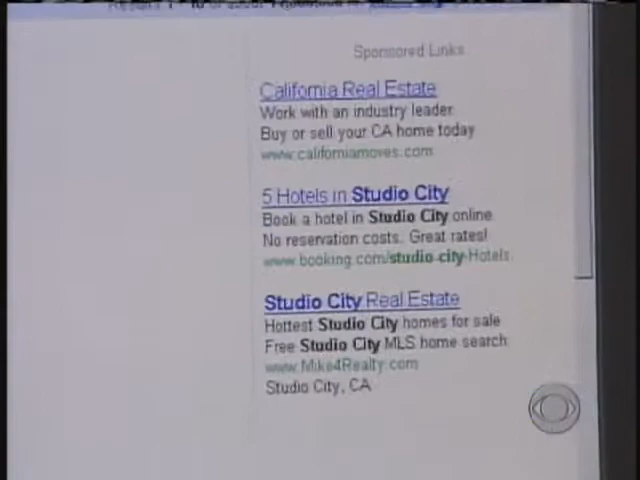 Sponsored Links
California Real Estate
Work with an industry leader
Buy or sell your CA home today
www.californiamoves.com
5 Hotels in Studio City
Book a hotel in Studio City online
No reservation costs. Great rates!
www.booking.com/studio-city-Hotels
Studio City Real Estate
Hottest Studio City homes for sale
Free Studio City MLS home search
www.Mike4Realty.com
Studio City, CA